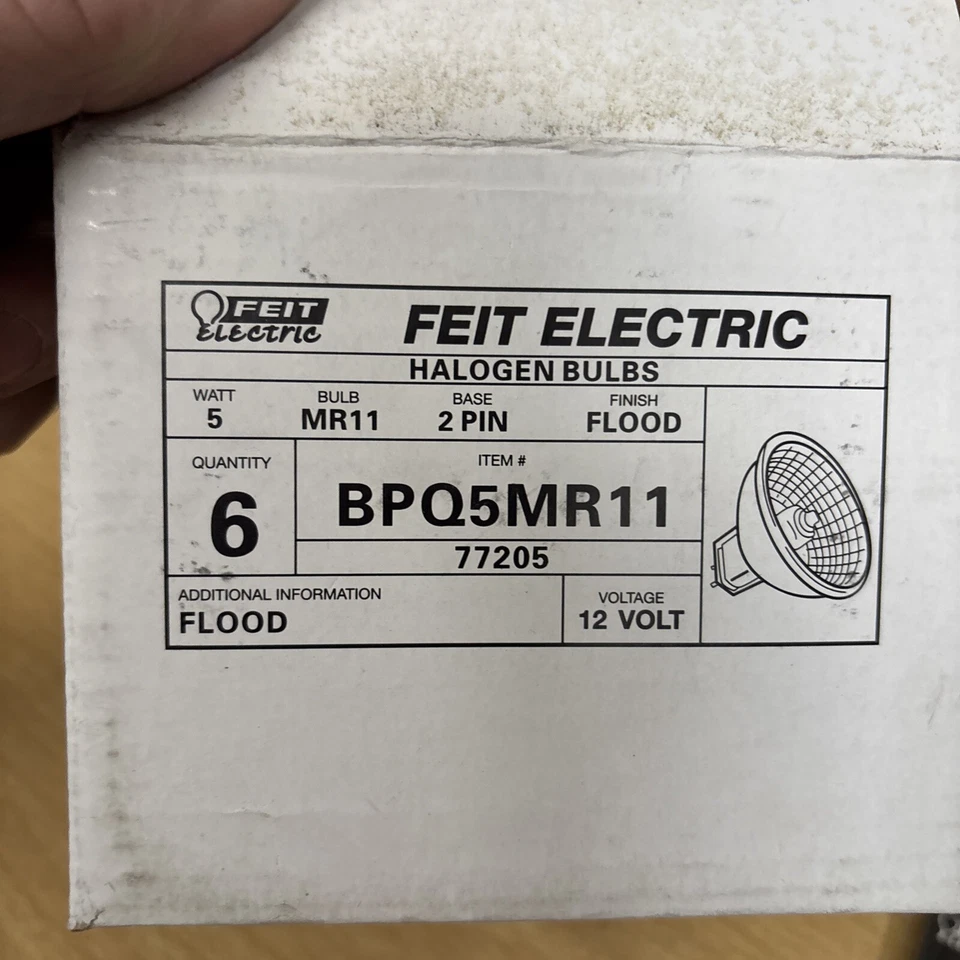 FEIT
Electric
FEIT ELECTRIC
HALOGEN BULBS
WATT
5
BULB
MR11
BASE
2 PIN
FINISH
FLOOD
QUANTITY
6
ITEM #
BPQ5MR11
77205
ADDITIONAL INFORMATION
FLOOD
VOLTAGE
12 VOLT